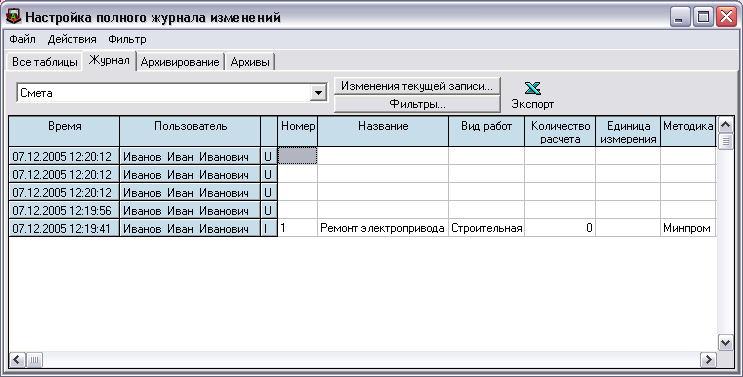 Настройка полного журнала изменений
Файл Действия Фильтр
Все таблицы Журнал Архивирование Архивы
Смета Изменения текущей записи...
Фильтры... Экспорт
Время Пользователь Номер Название Вид работ Количество расчета Единица измерения Методика
07.12.2005 12:20:12 Иванов Иван Иванович U
07.12.2005 12:20:12 Иванов Иван Иванович U
07.12.2005 12:20:12 Иванов Иван Иванович U
07.12.2005 12:19:56 Иванов Иван Иванович U
07.12.2005 12:19:41 Иванов Иван Иванович I 1 Ремонт электропривода Строительная 0 Минпром